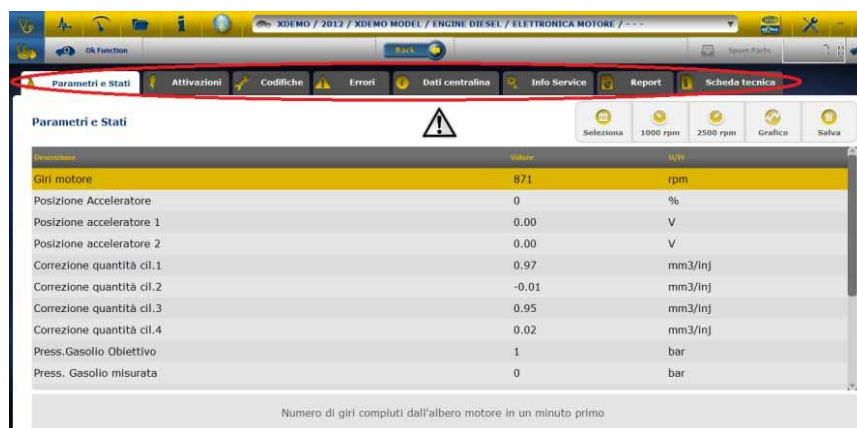 XDEMO / 2012 / XDEMO MODEL / ENGINE DIESEL / ELETTRONICA MOTORE / ---
Ok Function Back Spare Parts
Parametri e Stati Attivazioni Codifiche Errori Dati centralina Info Service Report Scheda tecnica
Parametri e Stati Seleziona 1000 rpm 2500 rpm Grafico Salva
Descrizione Valore U/M
Giri motore 871 rpm
Posizione Acceleratore 0 %
Posizione acceleratore 1 0.00 V
Posizione acceleratore 2 0.00 V
Correzione quantità cil.1 0.97 mm3/inj
Correzione quantità cil.2 -0.01 mm3/inj
Correzione quantità cil.3 0.95 mm3/inj
Correzione quantità cil.4 0.02 mm3/inj
Press.Gasolio Obiettivo 1 bar
Press. Gasolio misurata 0 bar
Numero di giri compiuti dall'albero motore in un minuto primo